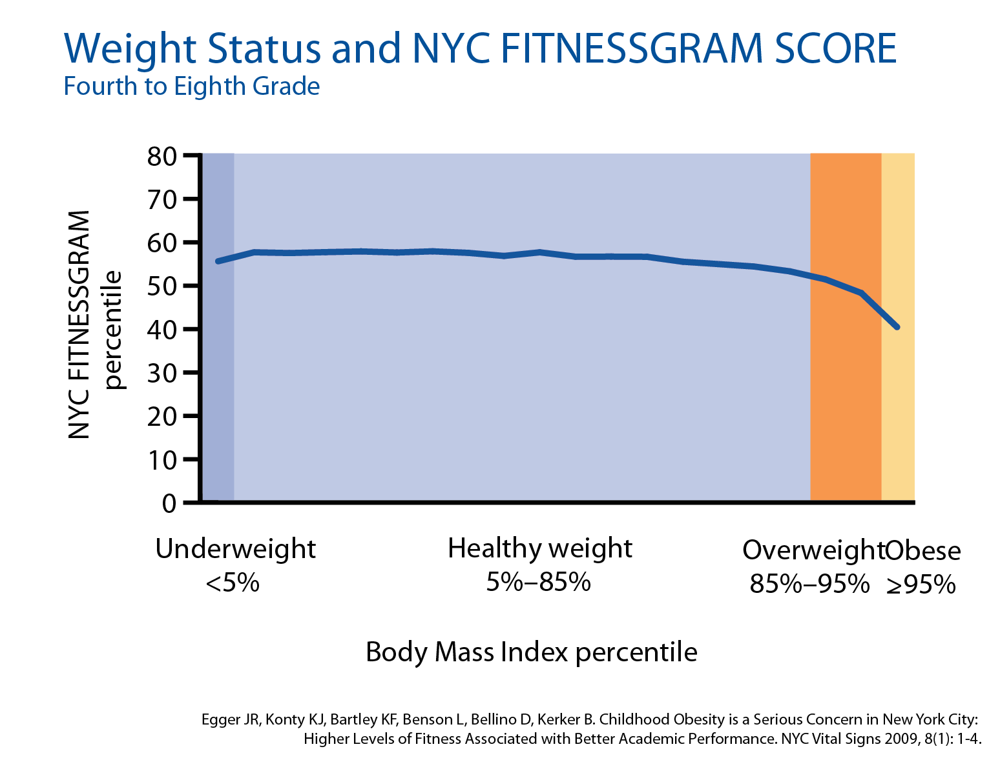 Weight Status and NYC FITNESSGRAM SCORE
Fourth to Eighth Grade
NYC FITNESSGRAM
percentile
80
70
60
50
40
30
20
10
0
Underweight
<5%
Healthy weight
5%–85%
Overweight
85%–95%
Obese
≥95%
Body Mass Index percentile
Egger JR, Konty KJ, Bartley KF, Benson L, Bellino D, Kerker B. Childhood Obesity is a Serious Concern in New York City:
Higher Levels of Fitness Associated with Better Academic Performance. NYC Vital Signs 2009, 8(1): 1-4.